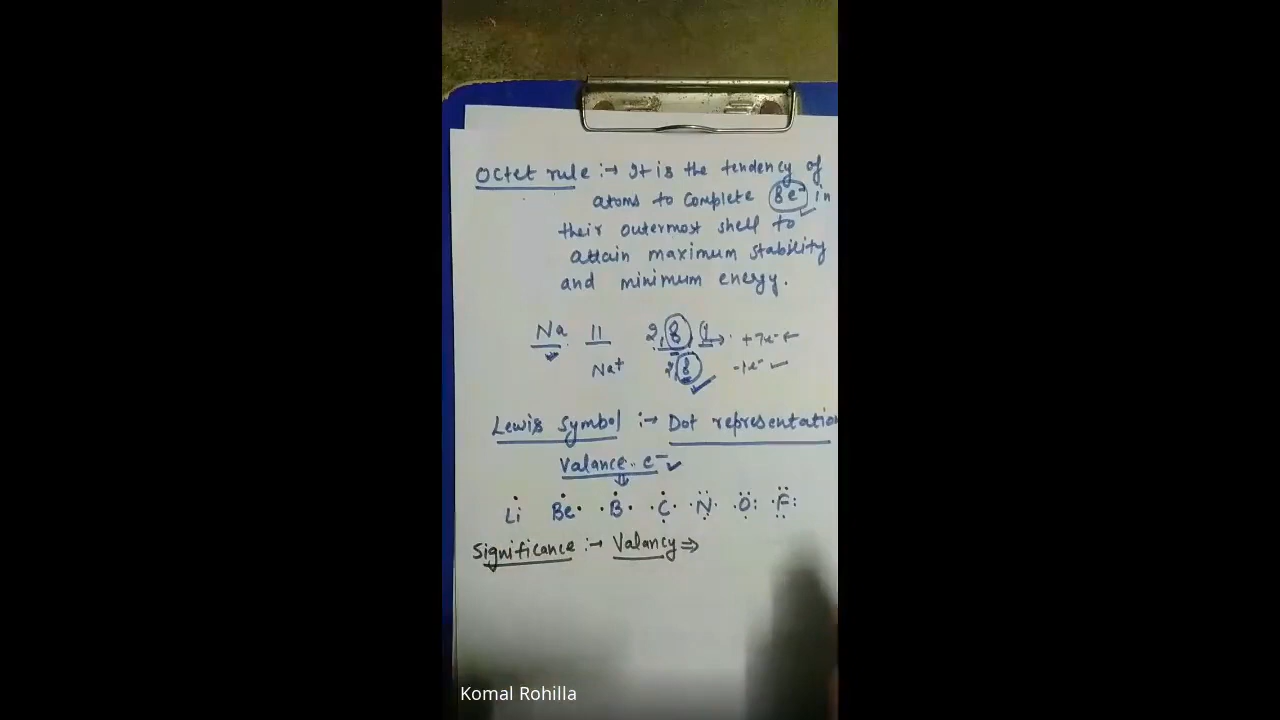 Octet rule :→ It is the tendency of
atoms to complete 8e⁻ in
their outermost shell to
attain maximum stability
and minimum energy.
Na 11 2,8,1 → +7e⁻
Na⁺ 2,8 -1e⁻ ✓
Lewis symbol :→ Dot representation
Valance e⁻ ✓
Li Be B C N O F
Significance :→ Valancy ⇒
Komal Rohilla